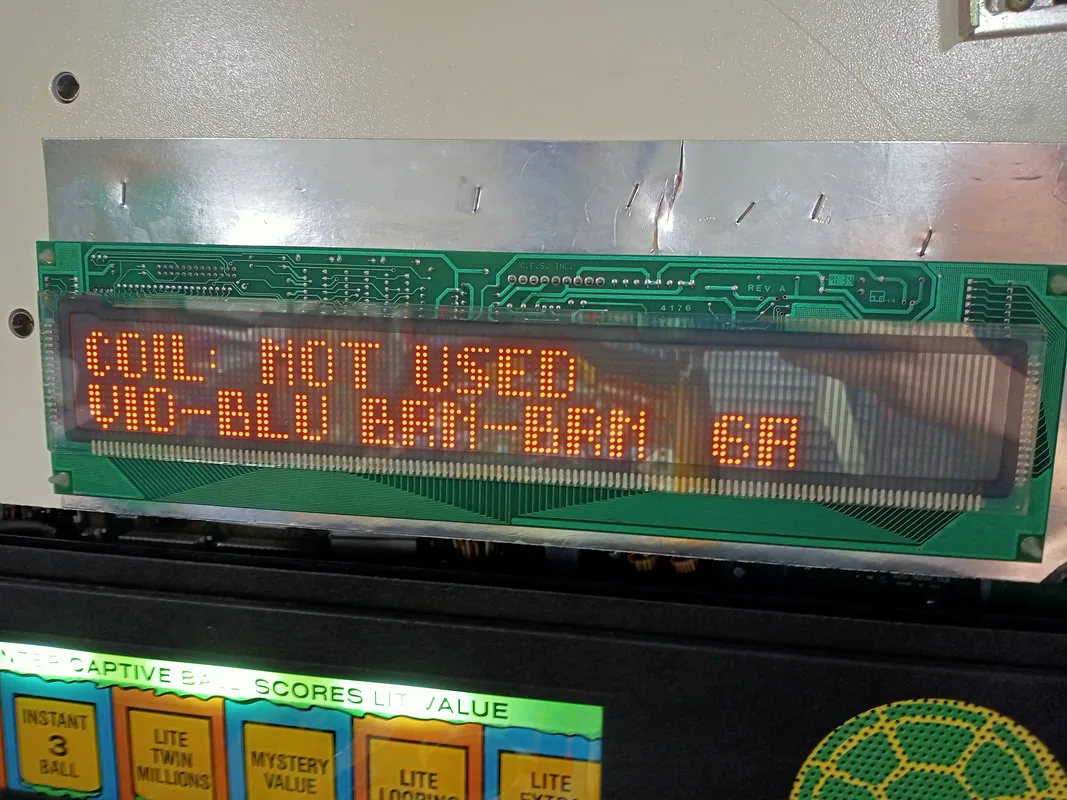 C.E.S. INC.
REV A
4176
COIL: NOT USED
VIO-BLU BRN-BRN 6A
CAPTIVE SCORES LIT VALUE
INSTANT
3
BALL
LITE
TWIN
MILLIONS
MYSTERY
VALUE
LITE
LITE